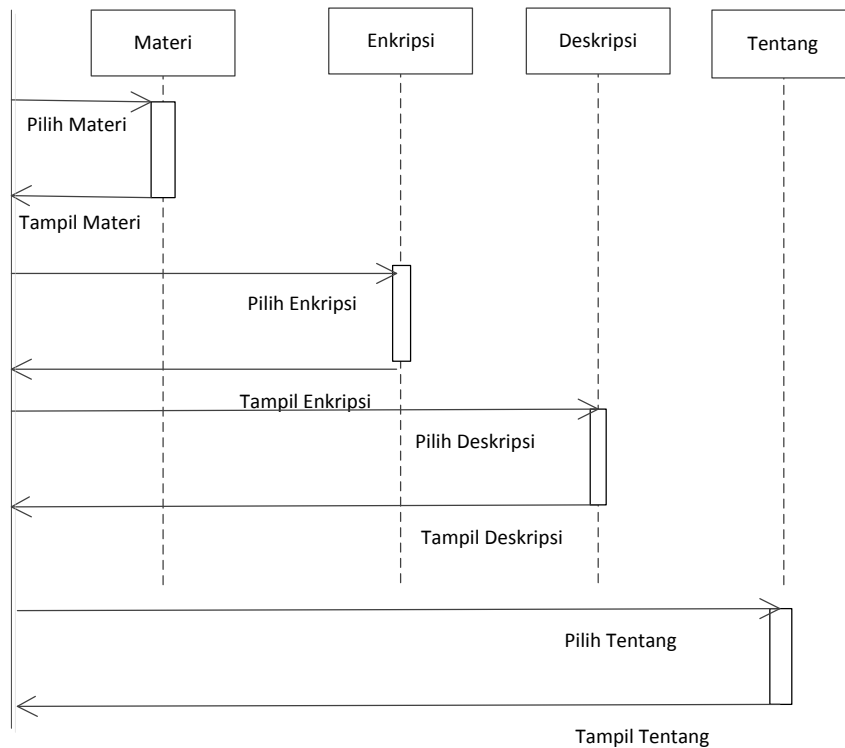 Materi
Enkripsi
Deskripsi
Tentang
Pilih Materi
Tampil Materi
Pilih Enkripsi
Tampil Enkripsi
Pilih Deskripsi
Tampil Deskripsi
Pilih Tentang
Tampil Tentang